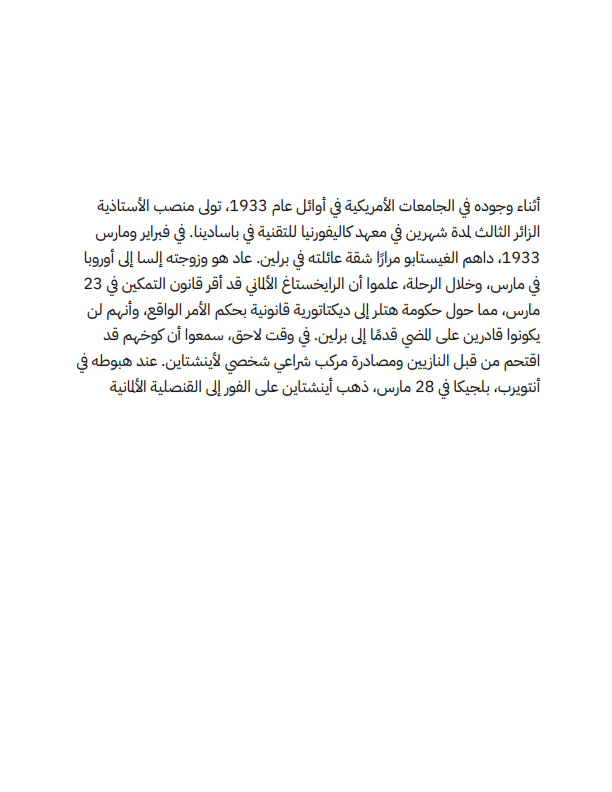 أثناء وجوده في الجامعات الأمريكية في أوائل عام 1933، تولى منصب الأستاذية
الزائر الثالث لمدة شهرين في معهد كاليفورنيا للتقنية في باسادينا. في فبراير ومارس
1933، داهم الغيستابو مرارًا شقة عائلته في برلين. عاد هو وزوجته إلسا إلى أوروبا
في مارس، وخلال الرحلة، علموا أن الرايخستاغ الألماني قد أقر قانون التمكين في 23
مارس، مما حول حكومة هتلر إلى ديكتاتورية قانونية بحكم الأمر الواقع، وأنهم لن
يكونوا قادرين على المضي قدمًا إلى برلين. في وقت لاحق، سمعوا أن كوخهم قد
اقتحم من قبل النازيين ومصادرة مركب شراعي شخصي لأينشتاين. عند هبوطه في
أنتويرب، بلجيكا في 28 مارس، ذهب أينشتاين على الفور إلى القنصلية الألمانية